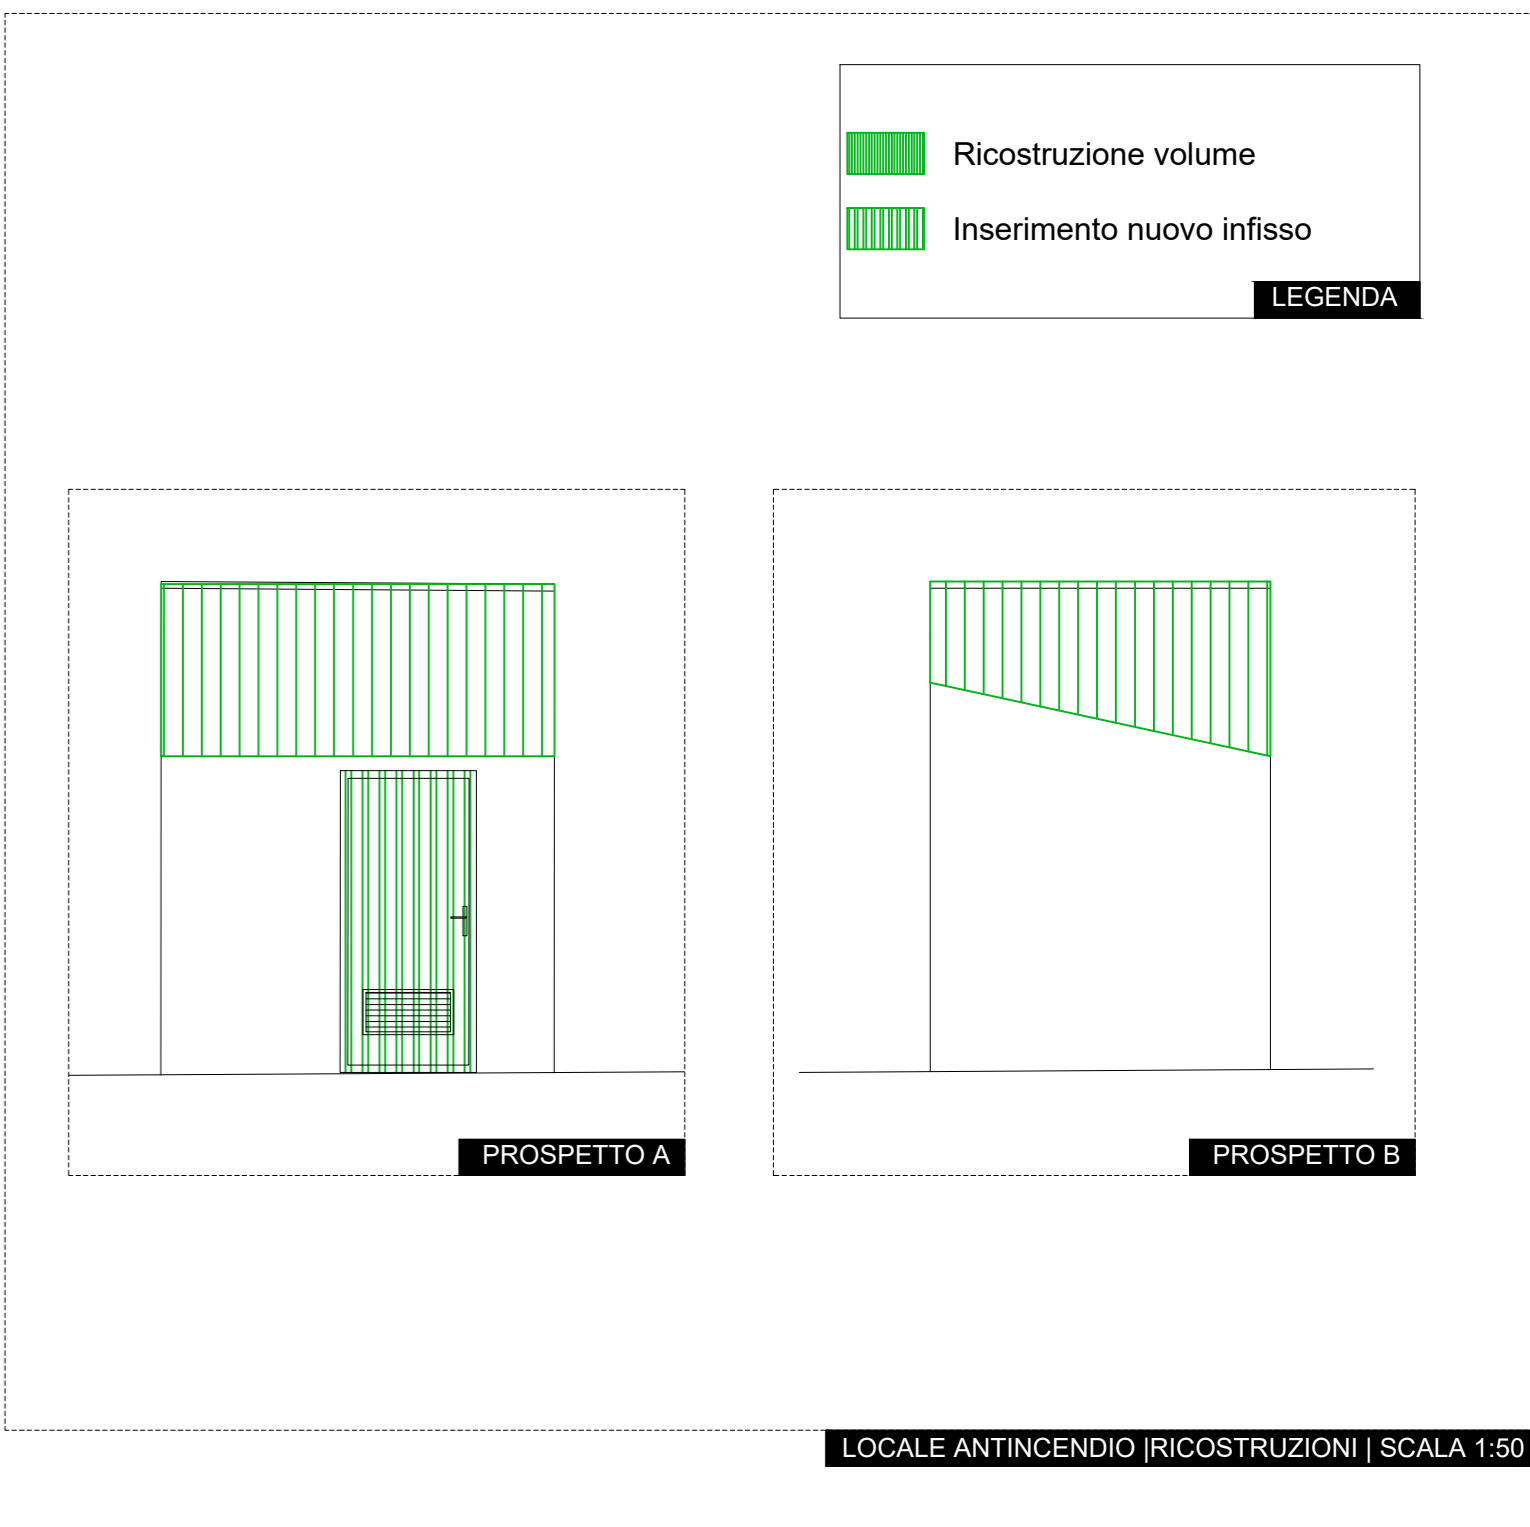 Ricostruzione volume
Inserimento nuovo infisso
LEGENDA
PROSPETTO A
PROSPETTO B
LOCALE ANTINCENDIO |RICOSTRUZIONI | SCALA 1:50